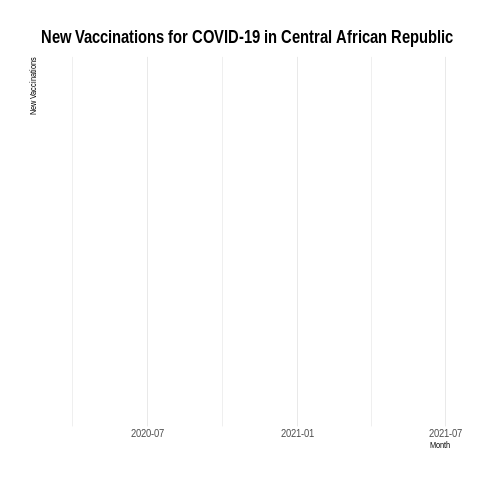 New Vaccinations for COVID-19 in Central African Republic
New Vaccinations
2020-07
2021-01
2021-07
Month